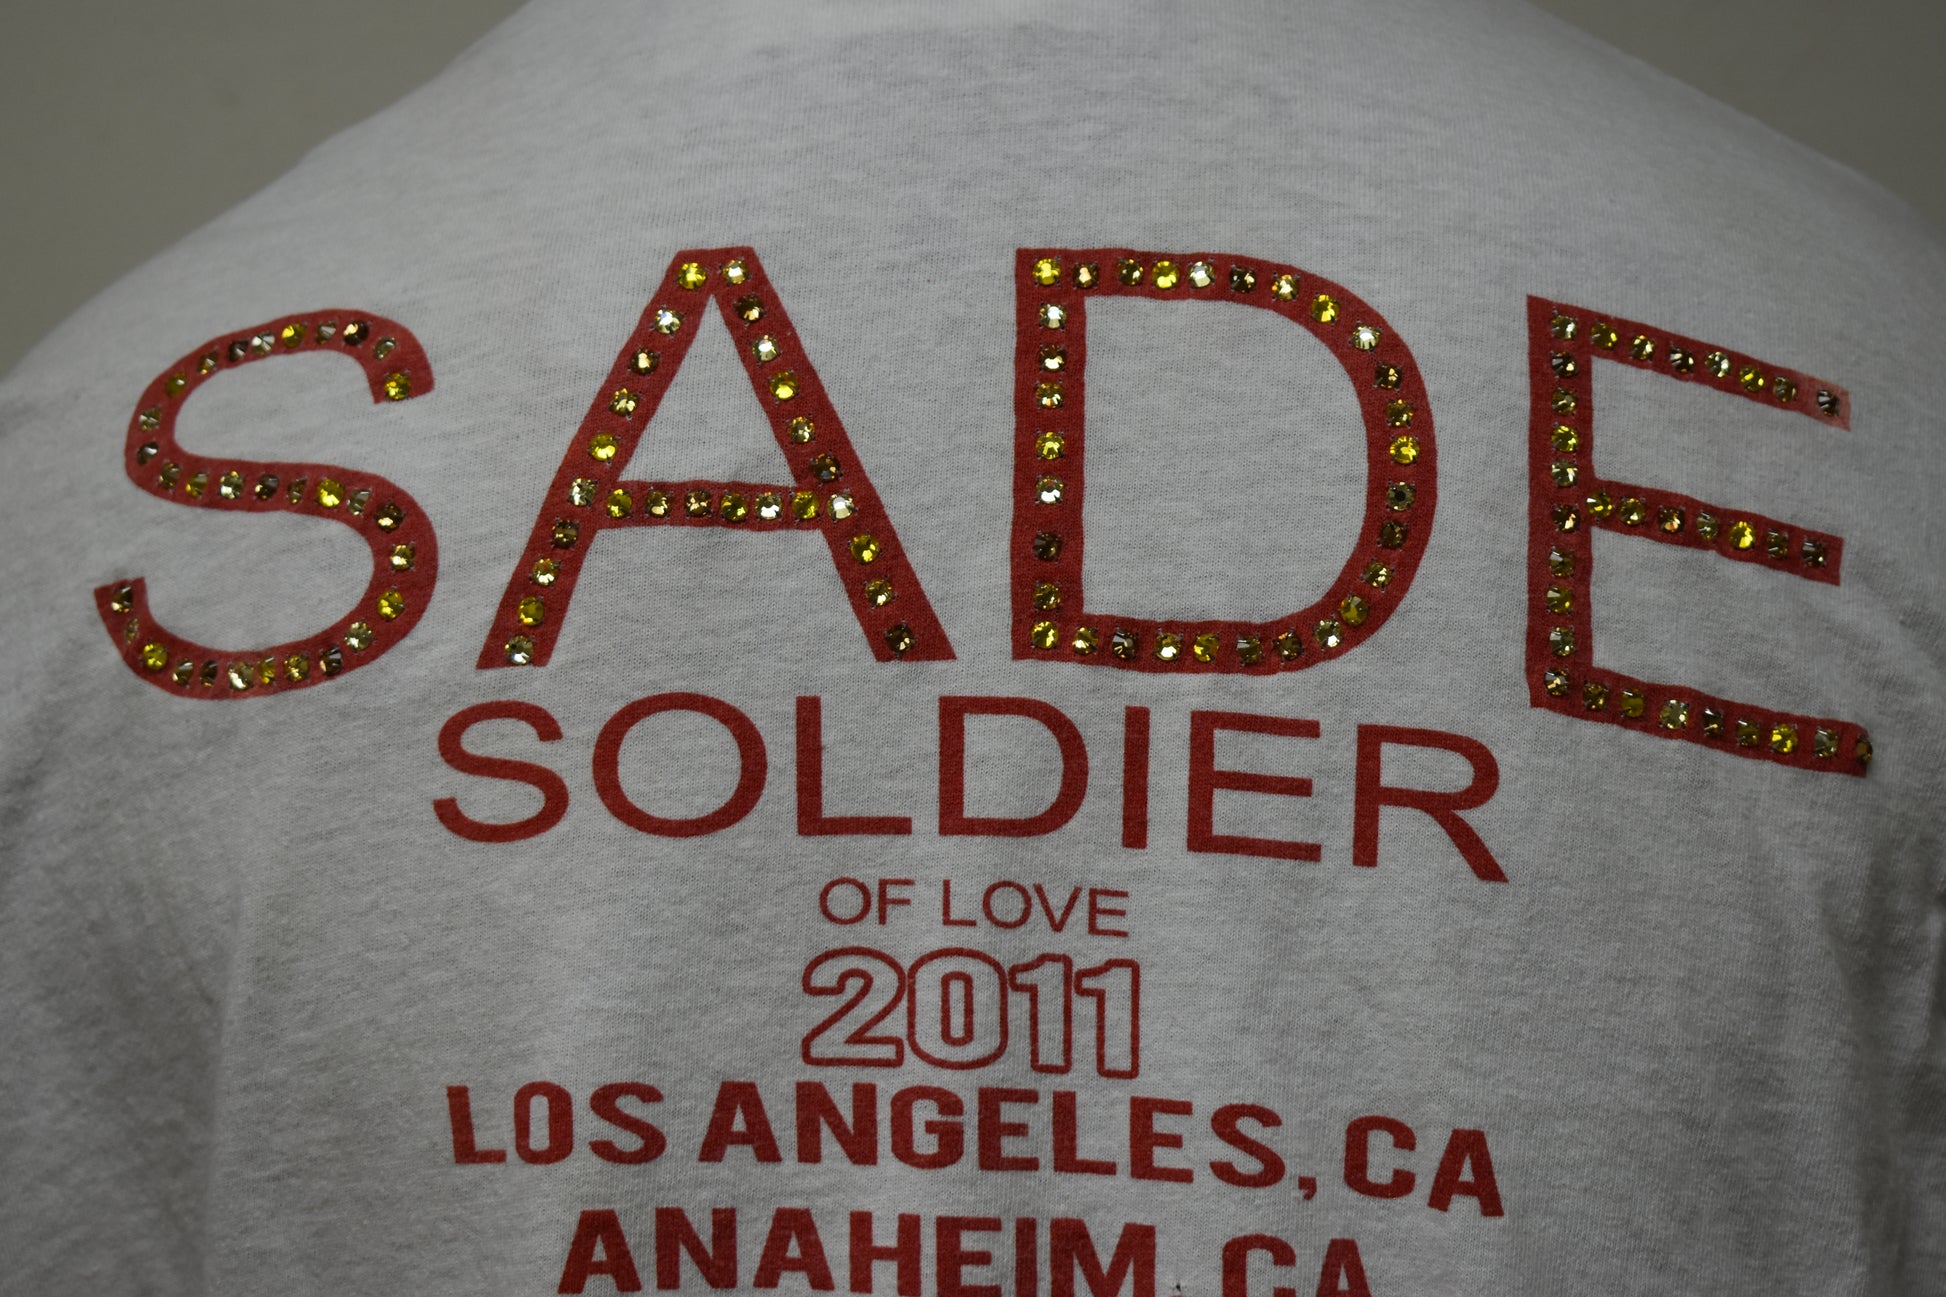 SADE
SOLDIER
OF LOVE
2011
LOS ANGELES, CA
ANAHEIM, CA